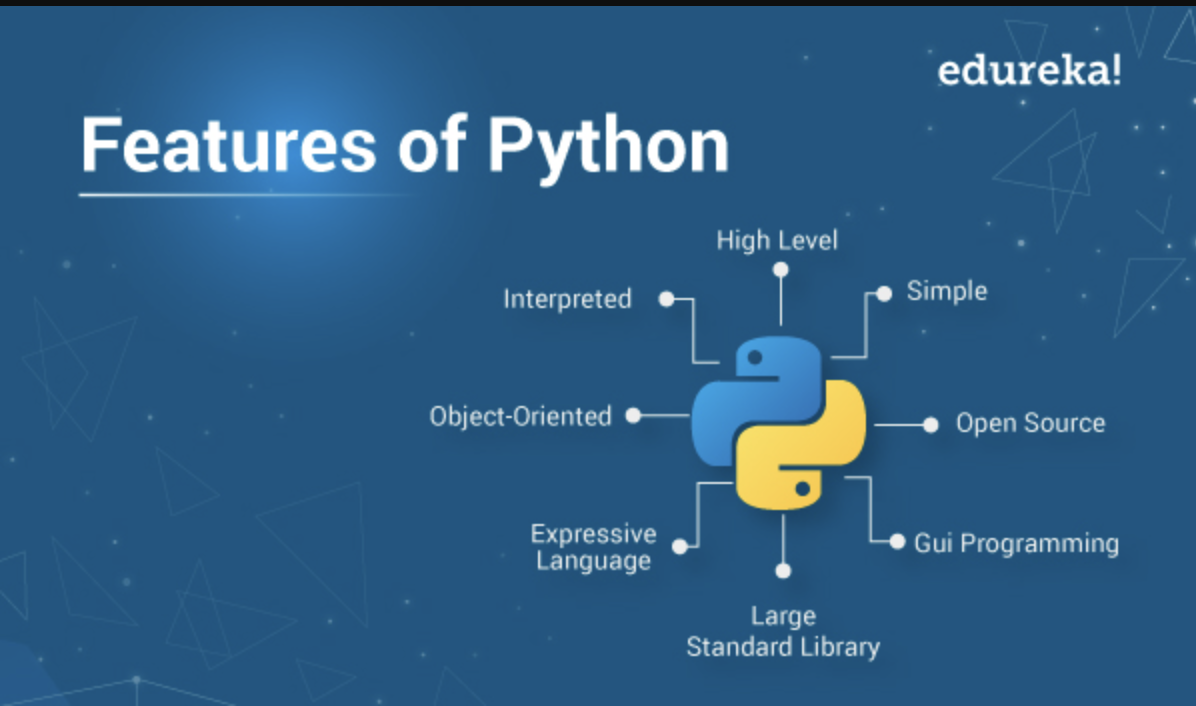 edureka!
Features of Python
High Level
Interpreted
Simple
Object-Oriented
Open Source
Expressive
Language
Gui Programming
Large
Standard Library